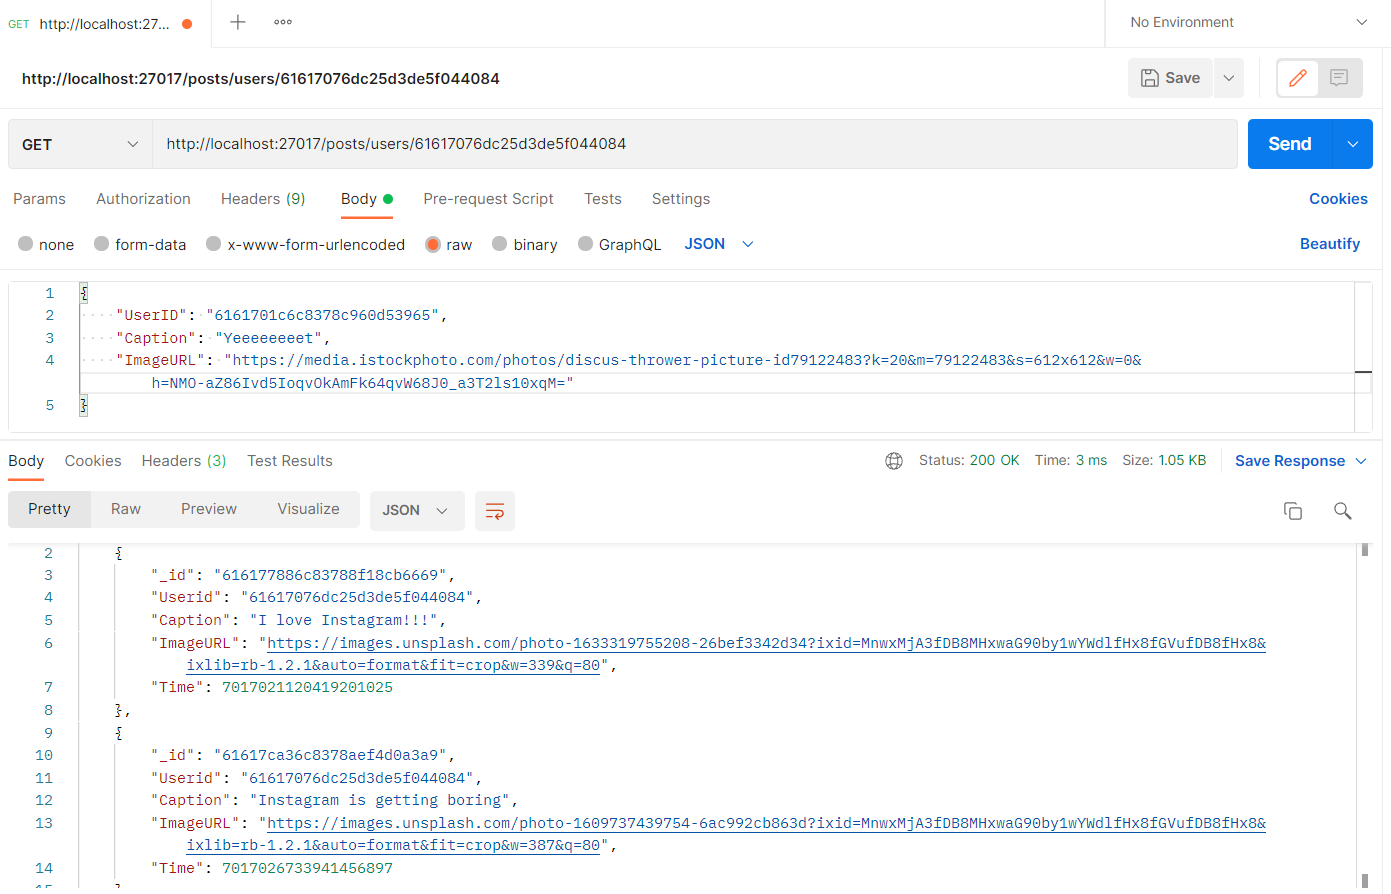 GET http://localhost:27... + ooo No Environment
http://localhost:27017/posts/users/61617076dc25d3de5f044084 Save
GET http://localhost:27017/posts/users/61617076dc25d3de5f044084 Send
Params Authorization Headers (9) Body Pre-request Script Tests Settings Cookies
none form-data x-www-form-urlencoded raw binary GraphQL JSON Beautify
1 {
2 "UserID": "6161701c6c8378c960d53965",
3 "Caption": "Yeeeeeeeet",
4 "ImageURL": "https://media.istockphoto.com/photos/discus-thrower-picture-id79122483?k=20&m=79122483&s=612x612&w=0&
h=NMO-aZ86Ivd5IoqvOkAmFk64qvW68J0_a3T2ls10xqM="
5 }
Body Cookies Headers (3) Test Results Status: 200 OK Time: 3 ms Size: 1.05 KB Save Response
Pretty Raw Preview Visualize JSON
2 {
3 "_id": "616177886c83788f18cb6669",
4 "Userid": "61617076dc25d3de5f044084",
5 "Caption": "I love Instagram!!!",
6 "ImageURL": "https://images.unsplash.com/photo-1633319755208-26bef3342d34?ixid=MnwxMjA3fDB8MHxwaG90by1wYWdlfHx8fGVufDB8fHx8&
ixlib=rb-1.2.1&auto=format&fit=crop&w=339&q=80",
7 "Time": 7017021120419201025
8 },
9 {
10 "_id": "61617ca36c8378aef4d0a3a9",
11 "Userid": "61617076dc25d3de5f044084",
12 "Caption": "Instagram is getting boring",
13 "ImageURL": "https://images.unsplash.com/photo-1609737439754-6ac992cb863d?ixid=MnwxMjA3fDB8MHxwaG90by1wYWdlfHx8fGVufDB8fHx8&
ixlib=rb-1.2.1&auto=format&fit=crop&w=387&q=80",
14 "Time": 7017026733941456897